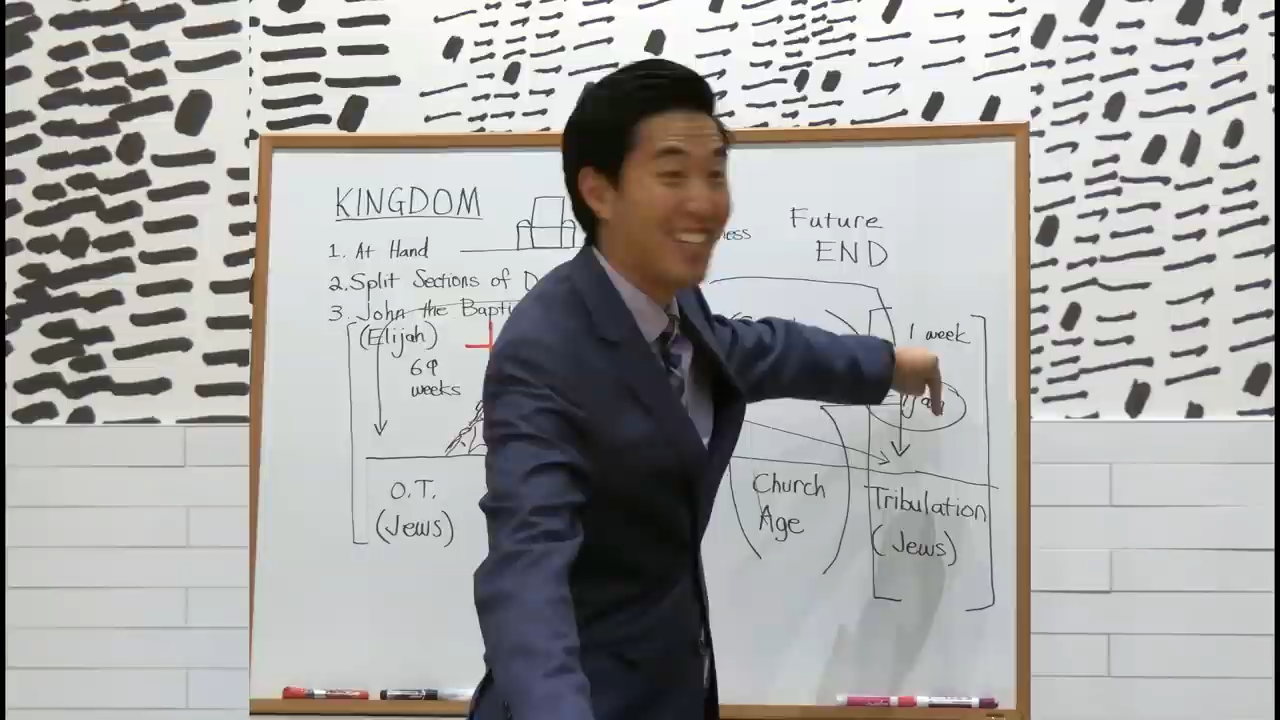 KINGDOM
1. At Hand
2. Split Sections of
3. John the
(Elijah)
69
weeks
O.T.
(Jews)
Future
END
1 week
Church
Age
Tribulation
(Jews)